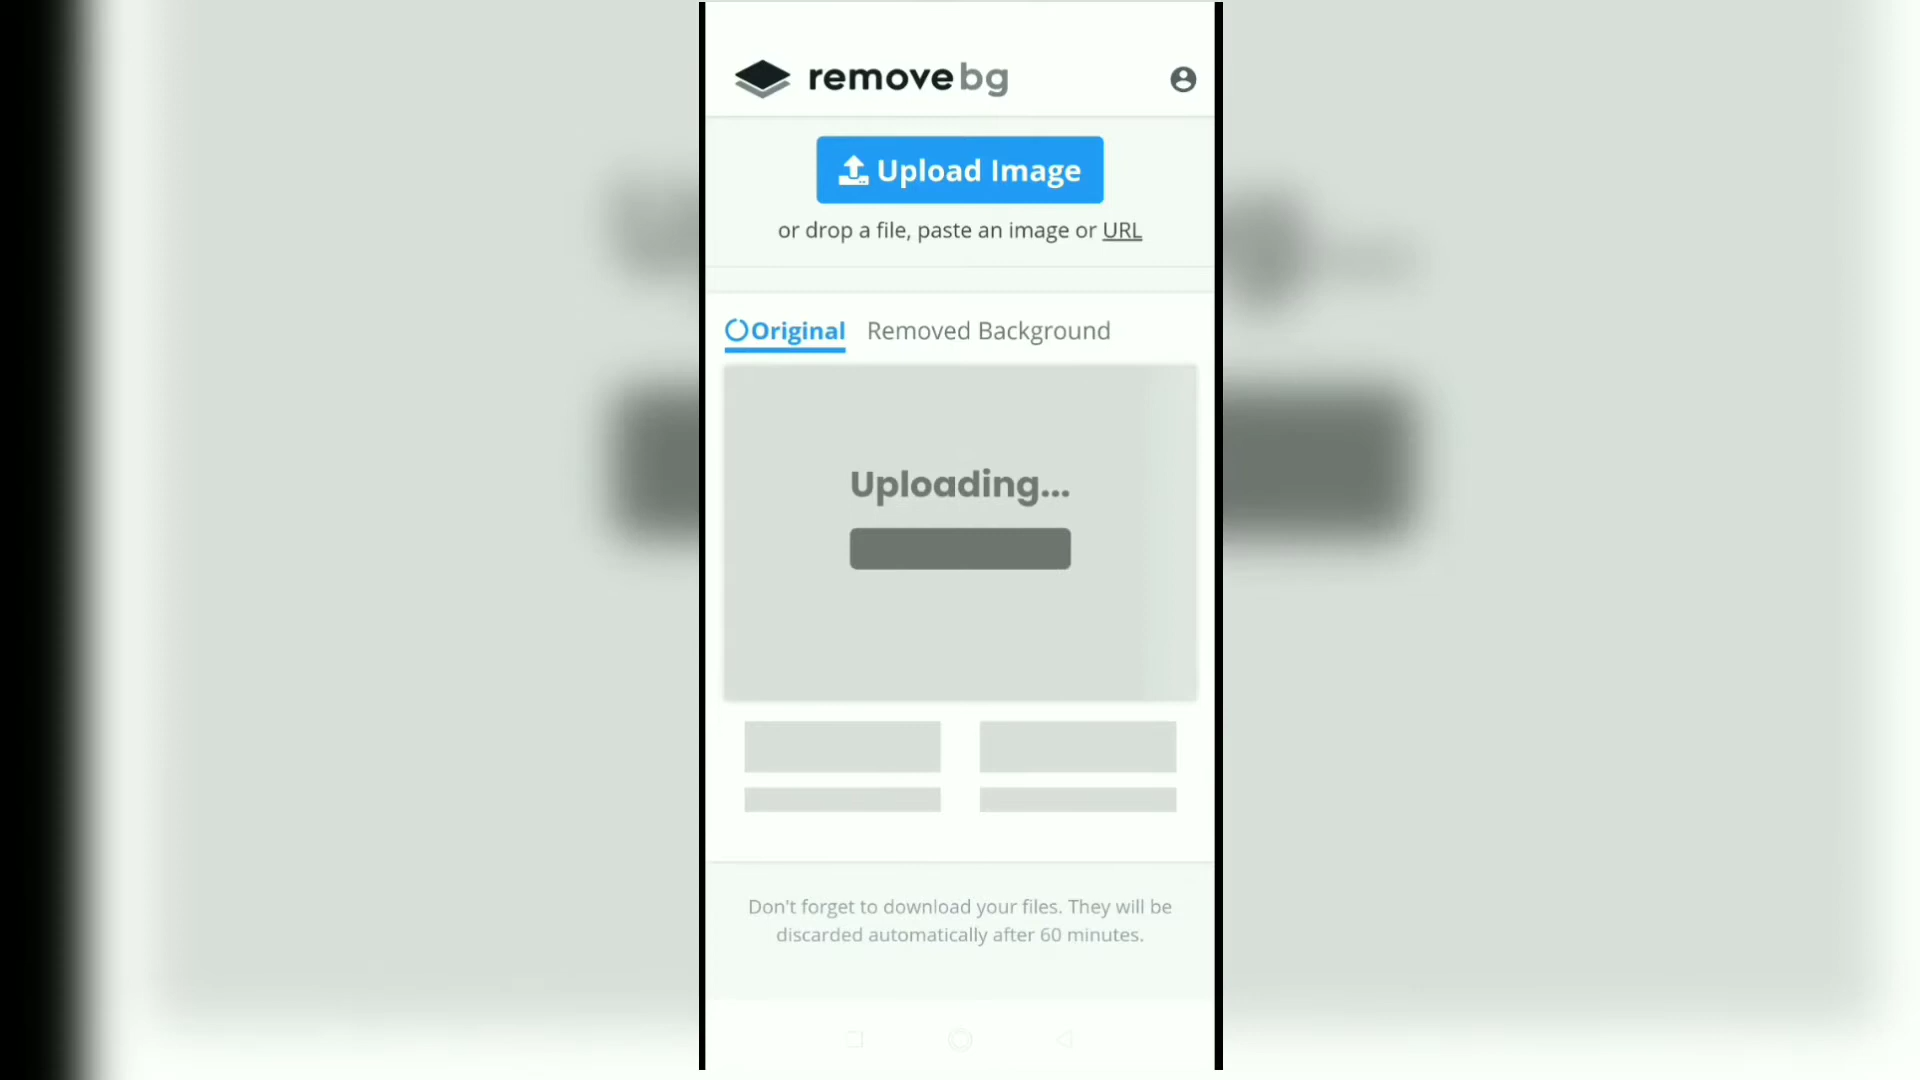 remove bg
Upload Image
or drop a file, paste an image or URL
Original Removed Background
Uploading...
Don't forget to download your files. They will be
discarded automatically after 60 minutes.